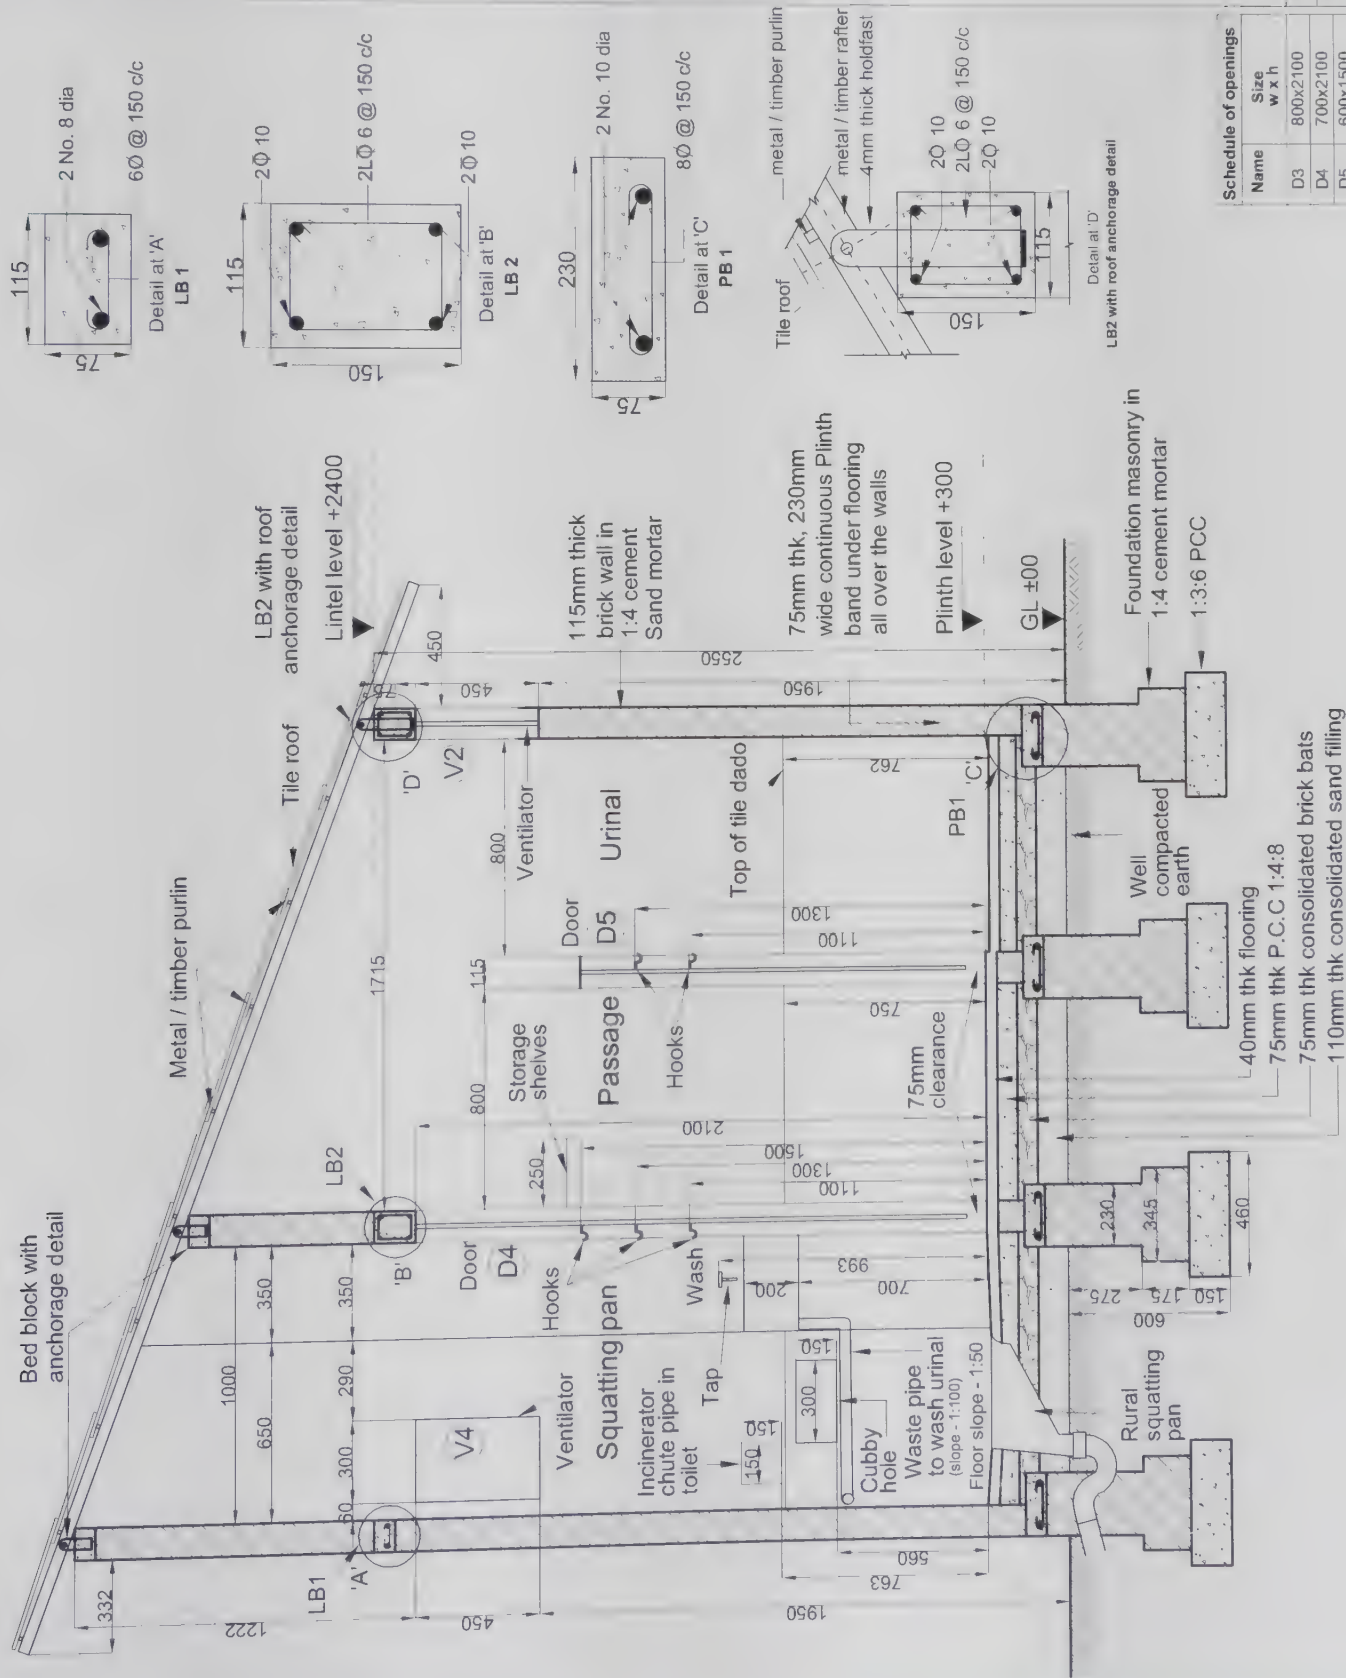 Bed block with
anchorage detail
Metal / timber purlin
Tile roof
LB2 with roof
anchorage detail
Lintel level +2400
332
1222
LB1
'A'
1000
650
350
60
300
290
350
450
V4
Ventilator
LB2
'B'
Door
D4
Hooks
Squatting pan
Incinerator
chute pipe in
toilet
Tap
Wash
150
150
200
300
150
Cubby
hole
Waste pipe
to wash urinal
(slope - 1:100)
Floor slope - 1:50
993
700
560
763
1950
Rural
squatting
pan
1715
800
115
800
250
Storage
shelves
Passage
Hooks
Door
D5
Urinal
2100
1500
1300
1100
750
75mm
clearance
1300
1100
Top of tile dado
762
PB1
'C'
'D'
V2
Ventilator
75
450
450
1950
2550
115mm thick
brick wall in
1:4 cement
Sand mortar
75mm thk, 230mm
wide continuous Plinth
band under flooring
all over the walls
Plinth level +300
GL ±00
Foundation masonry in
1:4 cement mortar
1:3:6 PCC
Well
compacted
earth
230
345
460
275
175
150
600
40mm thk flooring
75mm thk P.C.C 1:4:8
75mm thk consolidated brick bats
110mm thk consolidated sand filling
115
75
2 No. 8 dia
6Ø @ 150 c/c
Detail at 'A'
LB 1
115
150
2Φ 10
2LΦ 6 @ 150 c/c
2Φ 10
Detail at 'B'
LB 2
230
75
2 No. 10 dia
8Ø @ 150 c/c
Detail at 'C'
PB 1
Tile roof
metal / timber purlin
metal / timber rafter
4mm thick holdfast
2Φ 10
2LΦ 6 @ 150 c/c
2Φ 10
150
115
Detail at 'D'
LB2 with roof anchorage detail
Schedule of openings
Name Size
w x h
D3 800x2100
D4 700x2100
D5 600x1500